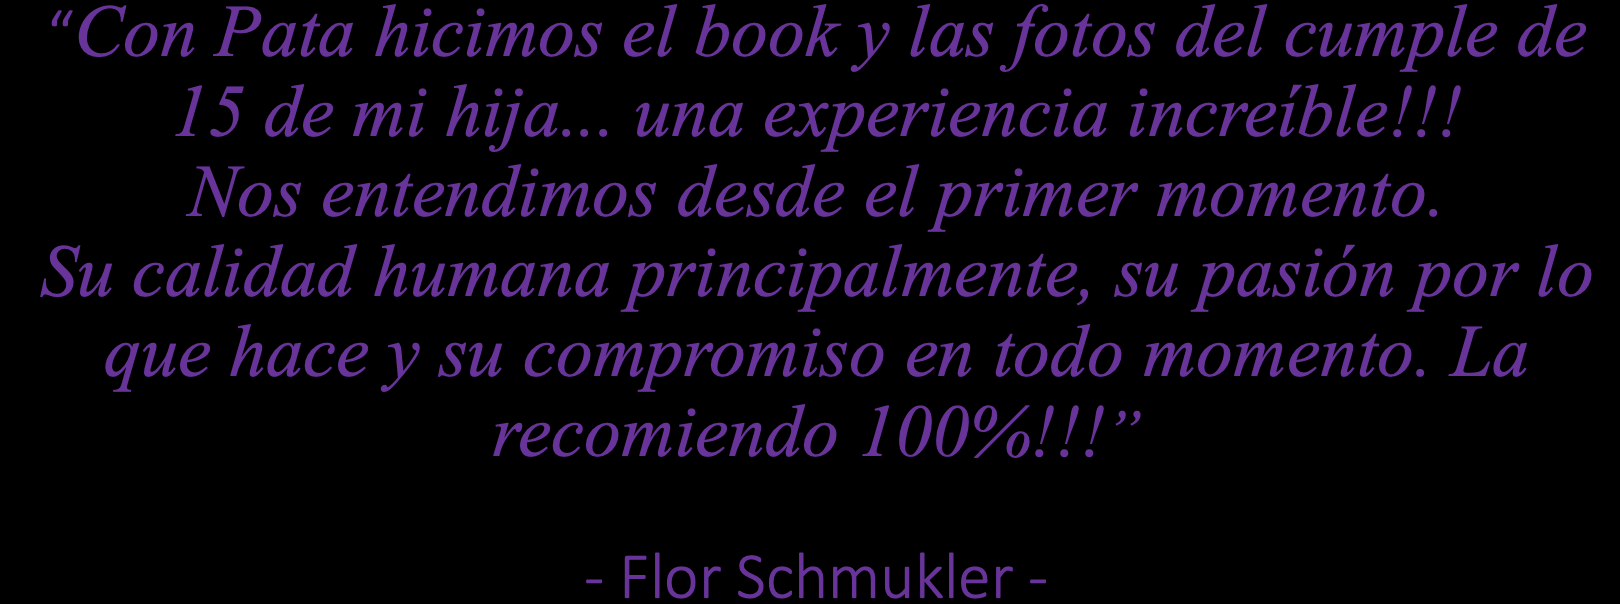 “Con Pata hicimos el book y las fotos del cumple de
15 de mi hija... una experiencia increíble!!!
Nos entendimos desde el primer momento.
Su calidad humana principalmente, su pasión por lo
que hace y su compromiso en todo momento. La
recomiendo 100%!!!”
- Flor Schmukler -